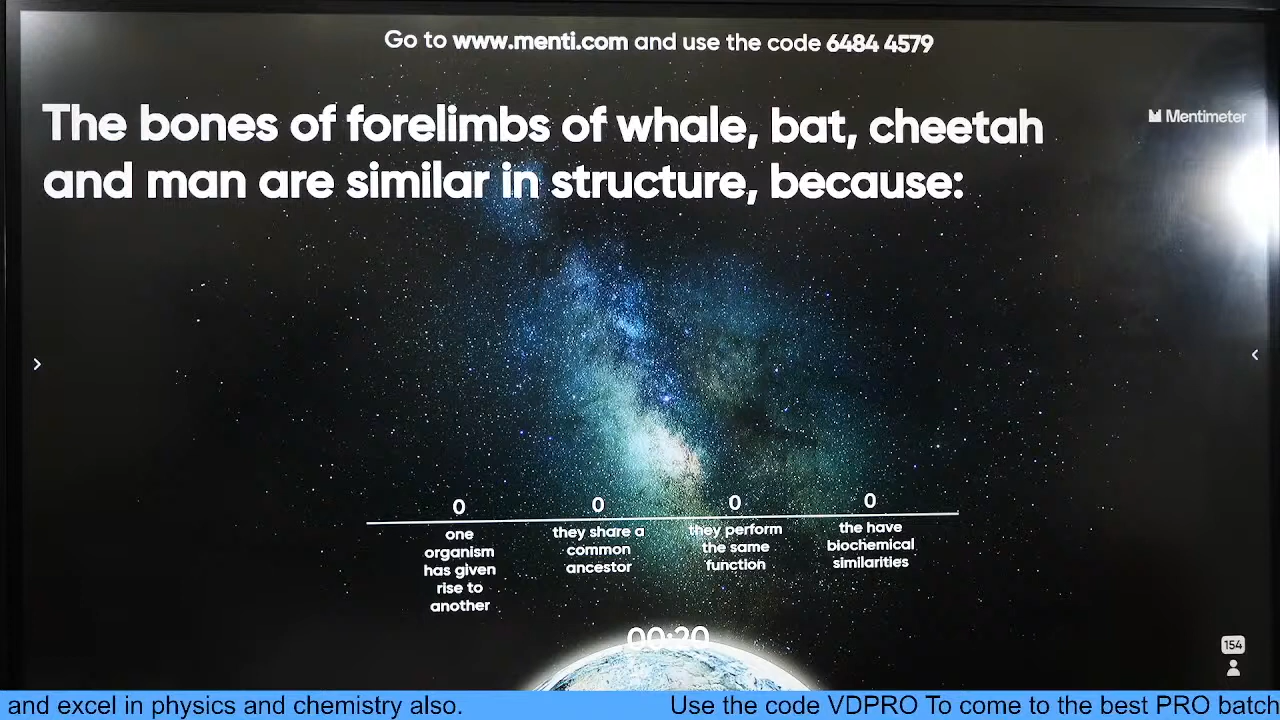 Go to www.menti.com and use the code 6484 4579
Mentimeter
The bones of forelimbs of whale, bat, cheetah
and man are similar in structure, because:
0
one
organism
has given
rise to
another
0
they share a
common
ancestor
0
they perform
the same
function
0
the have
biochemical
similarities
00:20
154
and excel in physics and chemistry also.
Use the code VDPRO To come to the best PRO batch